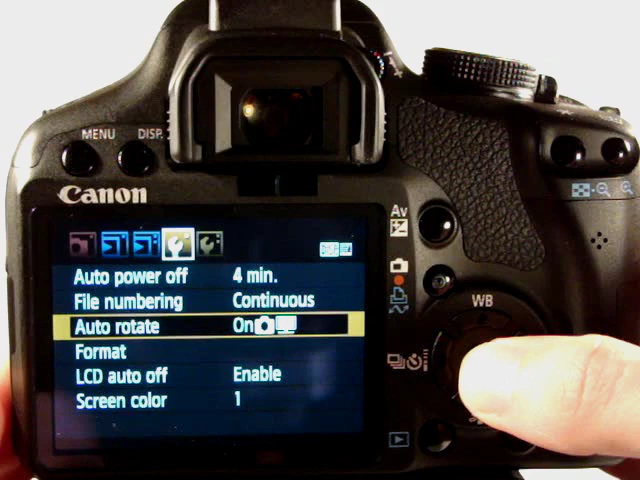 MENU DISP.
Canon
DISP.
Auto power off 4 min.
File numbering Continuous
Auto rotate On
Format
LCD auto off Enable
Screen color 1
Av
WB